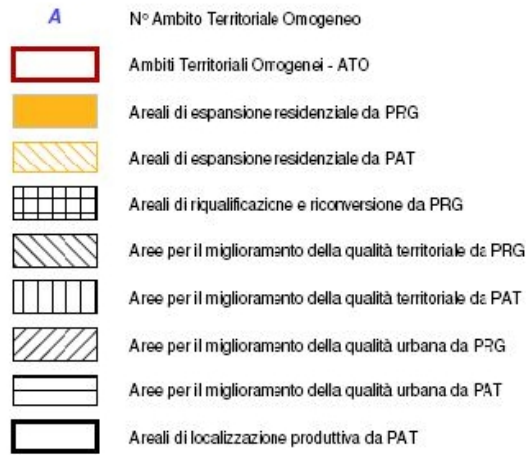 A N° Ambito Territoriale Omogeneo
Ambiti Territoriali Omogenei - ATO
Areali di espansione residenziale da PRG
Areali di espansione residenziale da PAT
Areali di riqualificazione e riconversione da PRG
Aree per il miglioramento della qualità territoriale da PRG
Aree per il miglioramento della qualità territoriale da PAT
Aree per il miglioramento della qualità urbana da PRG
Aree per il miglioramento della qualità urbana da PAT
Areali di localizzazione produttiva da PAT